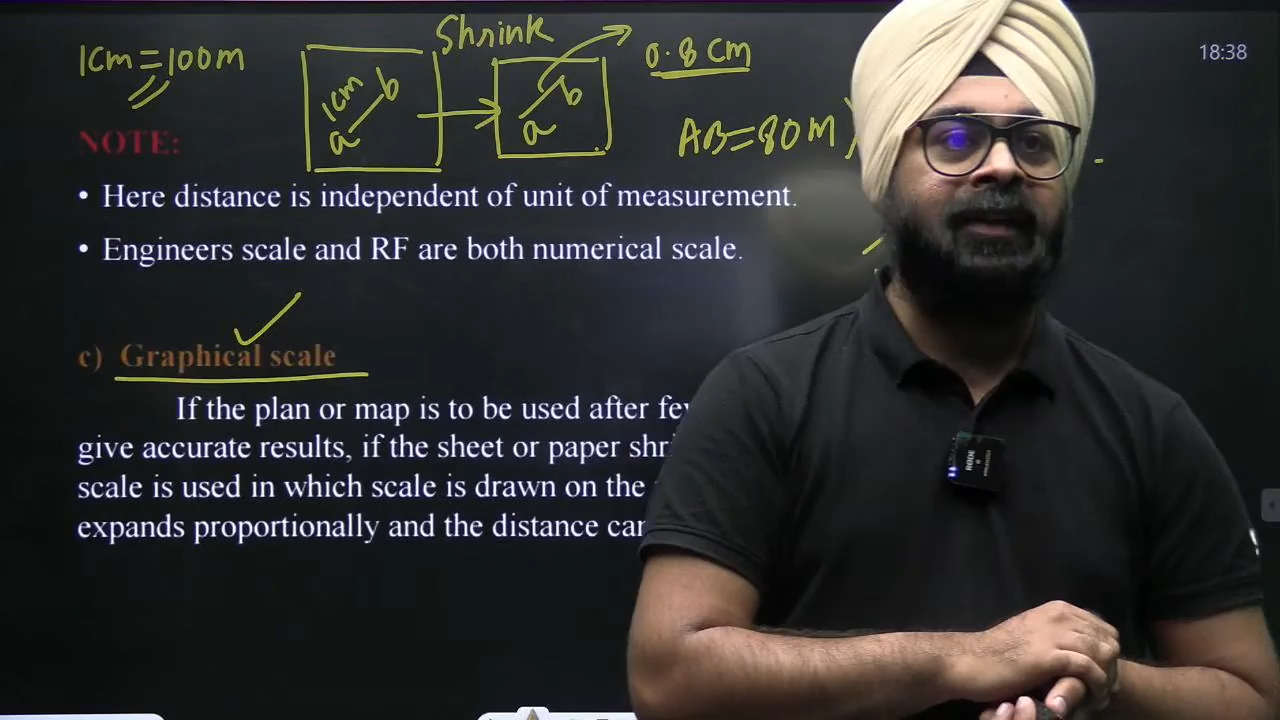 Shrink
1cm = 100m
1cm
a b
a b
0.8 cm
AB = 80M
18:38
NOTE:
• Here distance is independent of unit of measurement.
• Engineers scale and RF are both numerical scale.
c) Graphical scale
If the plan or map is to be used after
give accurate results, if the sheet or paper
scale is used in which scale is drawn on the
expands proportionally and the distance
RODE